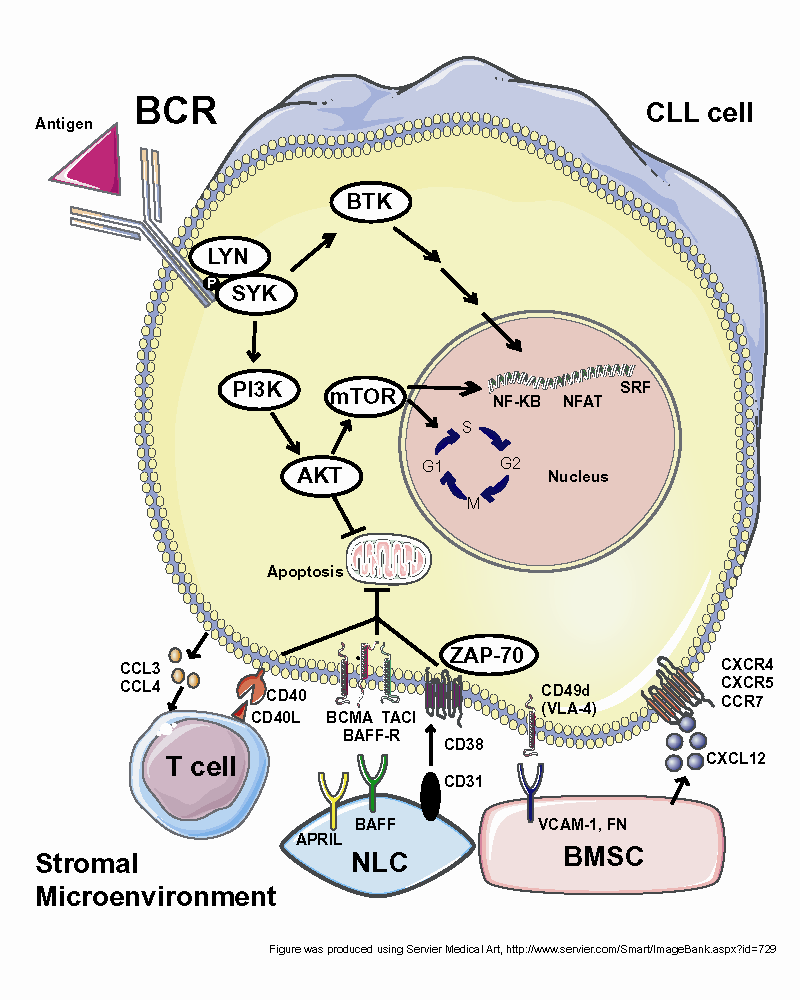 BCR
CLL cell
Antigen
BTK
LYN
P
SYK
PI3K
mTOR
SRF
NF-KB NFAT
S
G1
G2
AKT
Nucleus
M
Apoptosis
ZAP-70
CCL3
CCL4
CXCR4
CXCR5
CCR7
CD40
CD40L
CD49d
(VLA-4)
BCMA TACI
BAFF-R
CD38
CXCL12
T cell
CD31
APRIL
BAFF
VCAM-1, FN
NLC
BMSC
Stromal
Microenvironment
Figure was produced using Servier Medical Art, http://www.servier.com/Smart/ImageBank.aspx?id=729